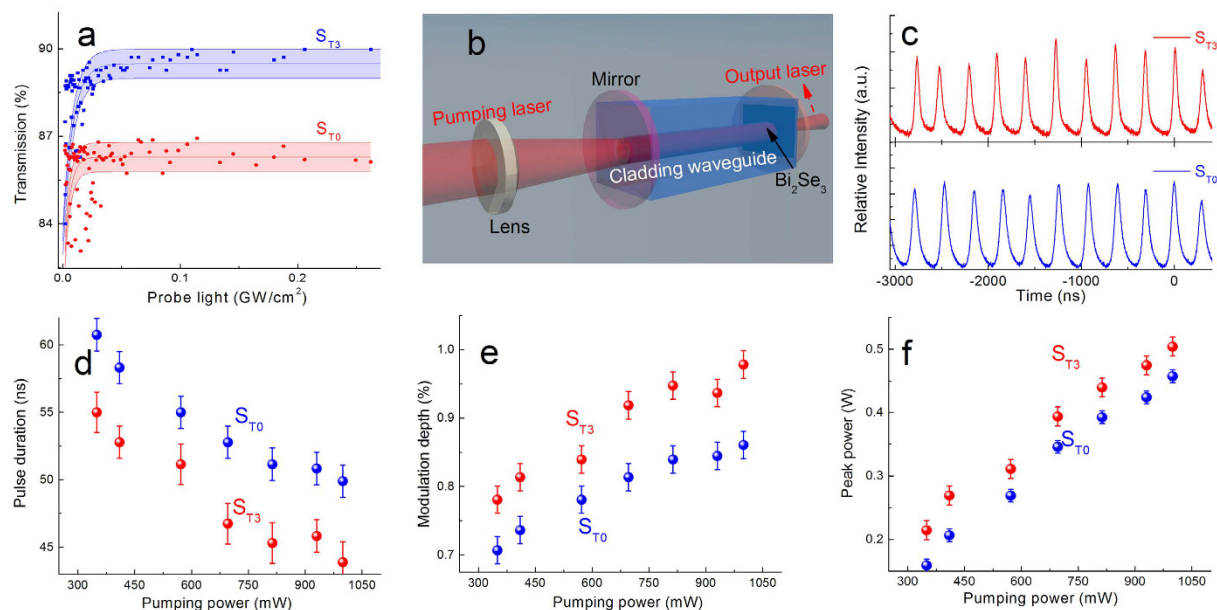 a
S_T3
S_T0
90
87
84
Transmission (%)
0.0
0.1
0.2
Probe light (GW/cm²)
b
Pumping laser
Mirror
Output laser
Cladding waveguide
Bi₂Se₃
Lens
c
S_T3
S_T0
Relative Intensity (a.u.)
-3000
-2000
-1000
0
Time (ns)
d
60
55
50
45
Pulse duration (ns)
S_T0
S_T3
300
450
600
750
900
1050
Pumping power (mW)
e
1.0
0.9
0.8
0.7
Modulation depth (%)
S_T3
S_T0
300
450
600
750
900
1050
Pumping power (mW)
f
0.5
0.4
0.3
0.2
Peak power (W)
S_T3
S_T0
300
450
600
750
900
1050
Pumping power (mW)